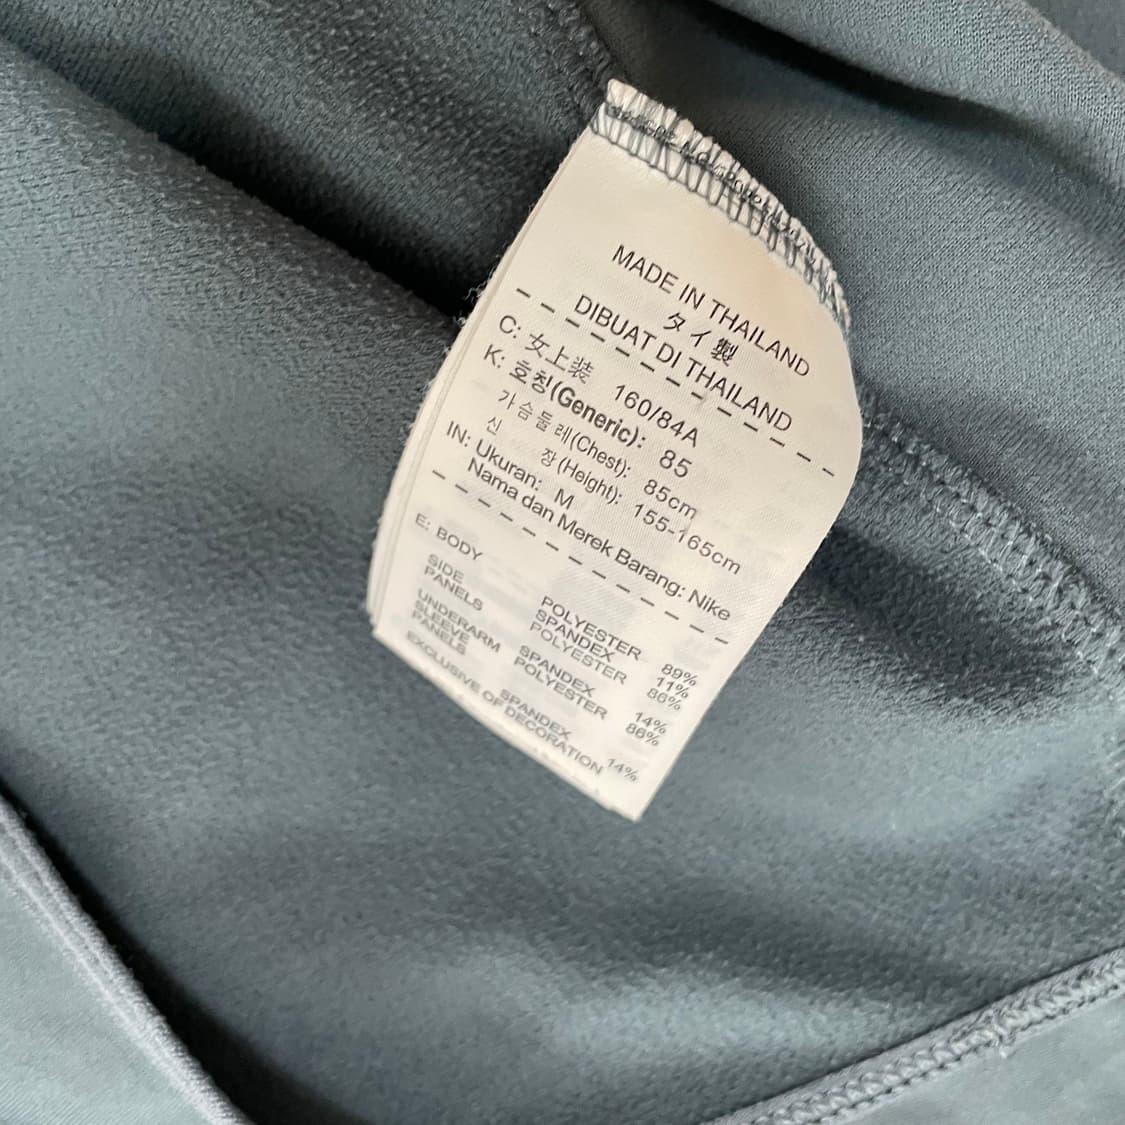 MADE IN THAILAND
タイ製
DIBUAT DI THAILAND
C: 女上装 160/84A
K: 호칭(Generic): 85
가슴둘레(Chest): 85cm
신 장(Height): 155-165cm
IN: Ukuran: M
Nama dan Merek Barang: Nike
E: BODY POLYESTER 89%
SPANDEX 11%
SIDE PANELS POLYESTER 86%
SPANDEX 14%
UNDERARM SLEEVE PANELS POLYESTER 86%
SPANDEX 14%
EXCLUSIVE OF DECORATION